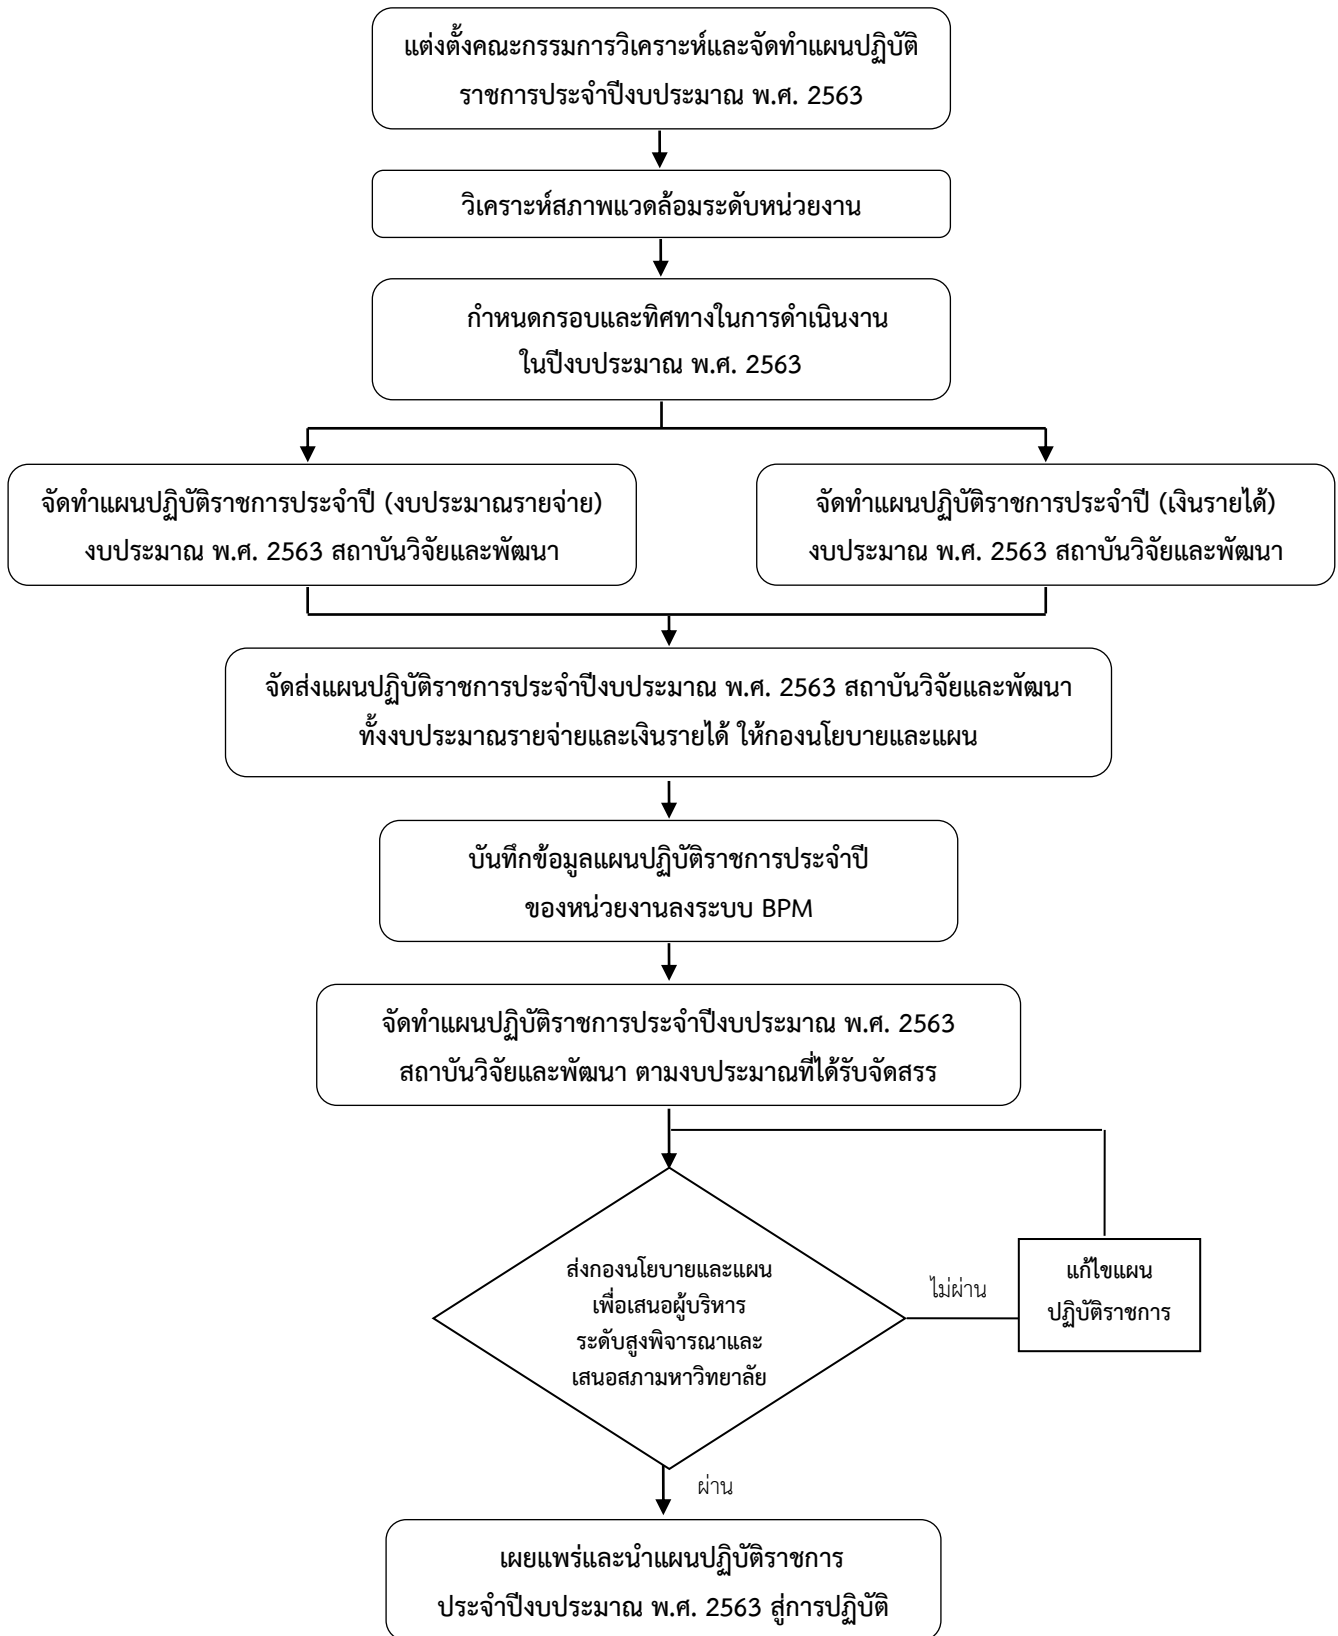 แต่งตั้งคณะกรรมการวิเคราะห์และจัดทำแผนปฏิบัติ
ราชการประจำปีงบประมาณ พ.ศ. 2563
วิเคราะห์สภาพแวดล้อมระดับหน่วยงาน
กำหนดกรอบและทิศทางในการดำเนินงาน
ในปีงบประมาณ พ.ศ. 2563
จัดทำแผนปฏิบัติราชการประจำปี (งบประมาณรายจ่าย)
งบประมาณ พ.ศ. 2563 สถาบันวิจัยและพัฒนา
จัดทำแผนปฏิบัติราชการประจำปี (เงินรายได้)
งบประมาณ พ.ศ. 2563 สถาบันวิจัยและพัฒนา
จัดส่งแผนปฏิบัติราชการประจำปีงบประมาณ พ.ศ. 2563 สถาบันวิจัยและพัฒนา
ทั้งงบประมาณรายจ่ายและเงินรายได้ ให้กองนโยบายและแผน
บันทึกข้อมูลแผนปฏิบัติราชการประจำปี
ของหน่วยงานลงระบบ BPM
จัดทำแผนปฏิบัติราชการประจำปีงบประมาณ พ.ศ. 2563
สถาบันวิจัยและพัฒนา ตามงบประมาณที่ได้รับจัดสรร
ส่งกองนโยบายและแผน
เพื่อเสนอผู้บริหาร
ระดับสูงพิจารณาและ
เสนอสภามหาวิทยาลัย
ไม่ผ่าน
แก้ไขแผน
ปฏิบัติราชการ
ผ่าน
เผยแพร่และนำแผนปฏิบัติราชการ
ประจำปีงบประมาณ พ.ศ. 2563 สู่การปฏิบัติ